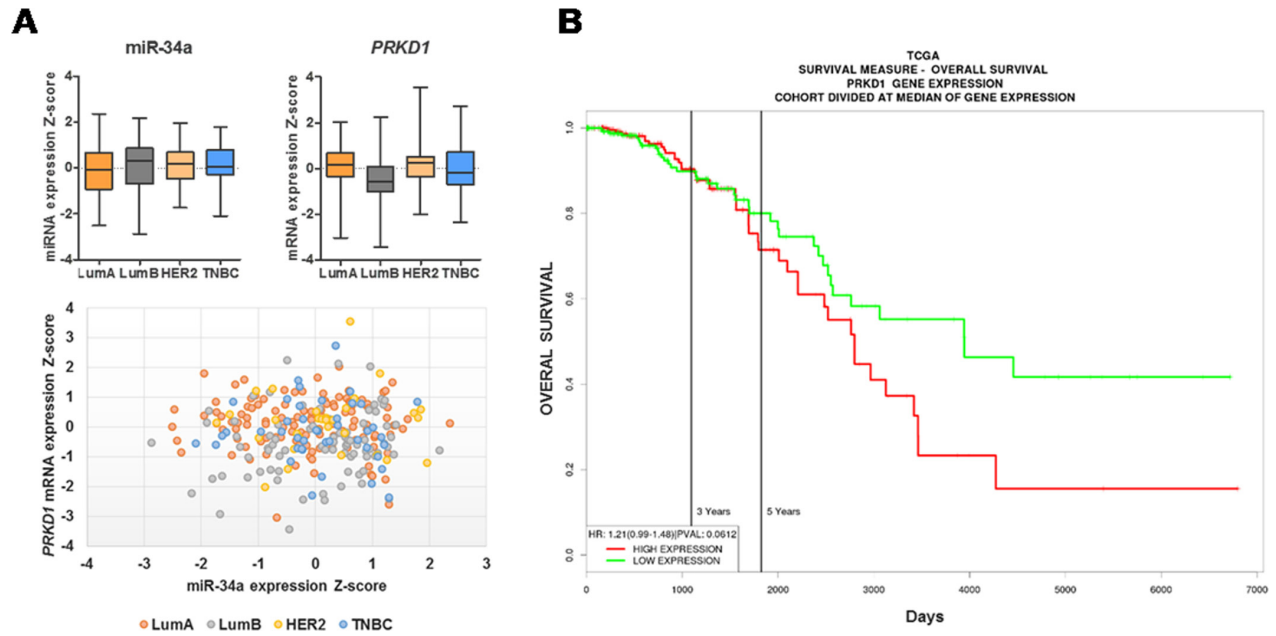 A
miR-34a
PRKD1
miRNA expression Z-score
4
2
0
-2
-4
LumA LumB HER2 TNBC
mRNA expression Z-score
4
2
0
-2
-4
LumA LumB HER2 TNBC
PRKD1 mRNA expression Z-score
4
3
2
1
0
-1
-2
-3
-4
-4 -3 -2 -1 0 1 2 3
miR-34a expression Z-score
LumA LumB HER2 TNBC
B
TCGA
SURVIVAL MEASURE - OVERALL SURVIVAL
PRKD1 GENE EXPRESSION
COHORT DIVIDED AT MEDIAN OF GENE EXPRESSION
OVERAL SURVIVAL
1.0
0.8
0.6
0.4
0.2
0.0
3 Years
5 Years
HR: 1.21(0.99-1.48)|PVAL: 0.0612
HIGH EXPRESSION
LOW EXPRESSION
0 1000 2000 3000 4000 5000 6000 7000
Days